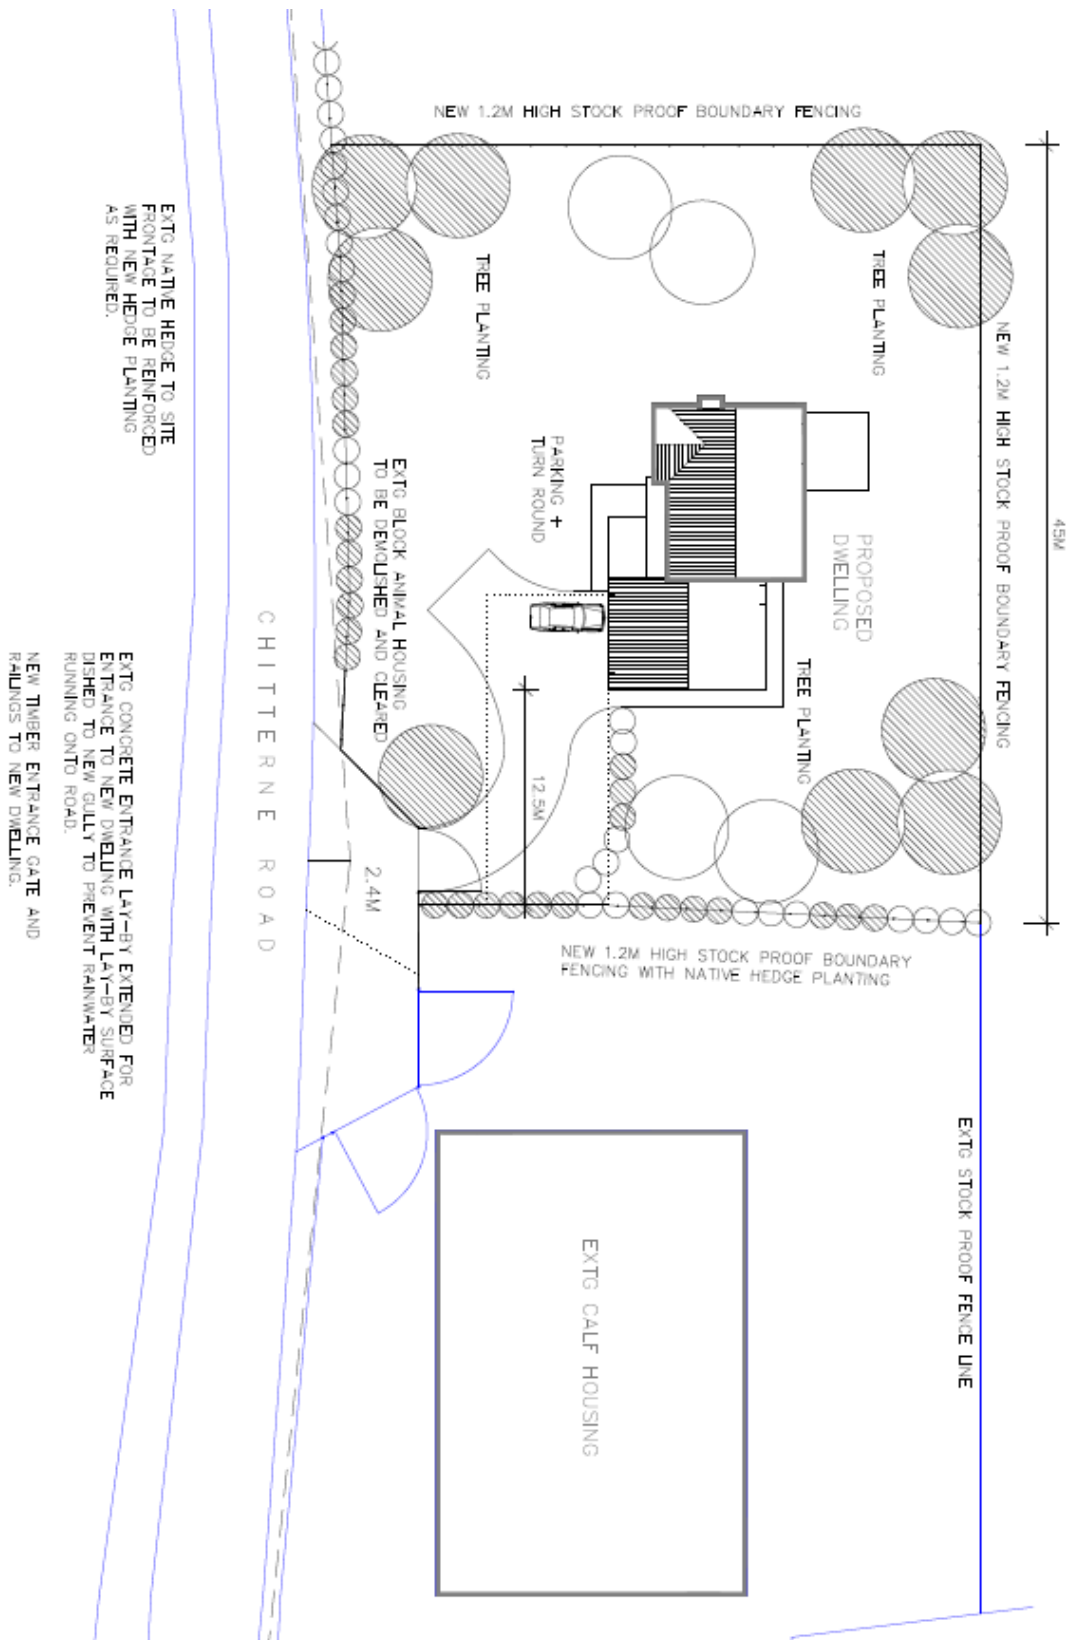 NEW 1.2M HIGH STOCK PROOF BOUNDARY FENCING
45M
NEW 1.2M HIGH STOCK PROOF BOUNDARY FENCING
TREE PLANTING
TREE PLANTING
EXTG NATIVE HEDGE TO SITE
FRONTAGE TO BE REINFORCED
WITH NEW HEDGE PLANTING
AS REQUIRED.
PROPOSED
DWELLING
PARKING +
TURN ROUND
EXTG BLOCK ANIMAL HOUSING
TO BE DEMOLISHED AND CLEARED
TREE PLANTING
12.5M
2.4M
CHITTERNE ROAD
EXTG CONCRETE ENTRANCE LAY-BY EXTENDED FOR
ENTRANCE TO NEW DWELLING WITH LAY-BY SURFACE
DISHED TO NEW GULLY TO PREVENT RAINWATER
RUNNING ONTO ROAD.
NEW TIMBER ENTRANCE GATE AND
RAILINGS TO NEW DWELLING.
NEW 1.2M HIGH STOCK PROOF BOUNDARY
FENCING WITH NATIVE HEDGE PLANTING
EXTG STOCK PROOF FENCE LINE
EXTG CALF HOUSING